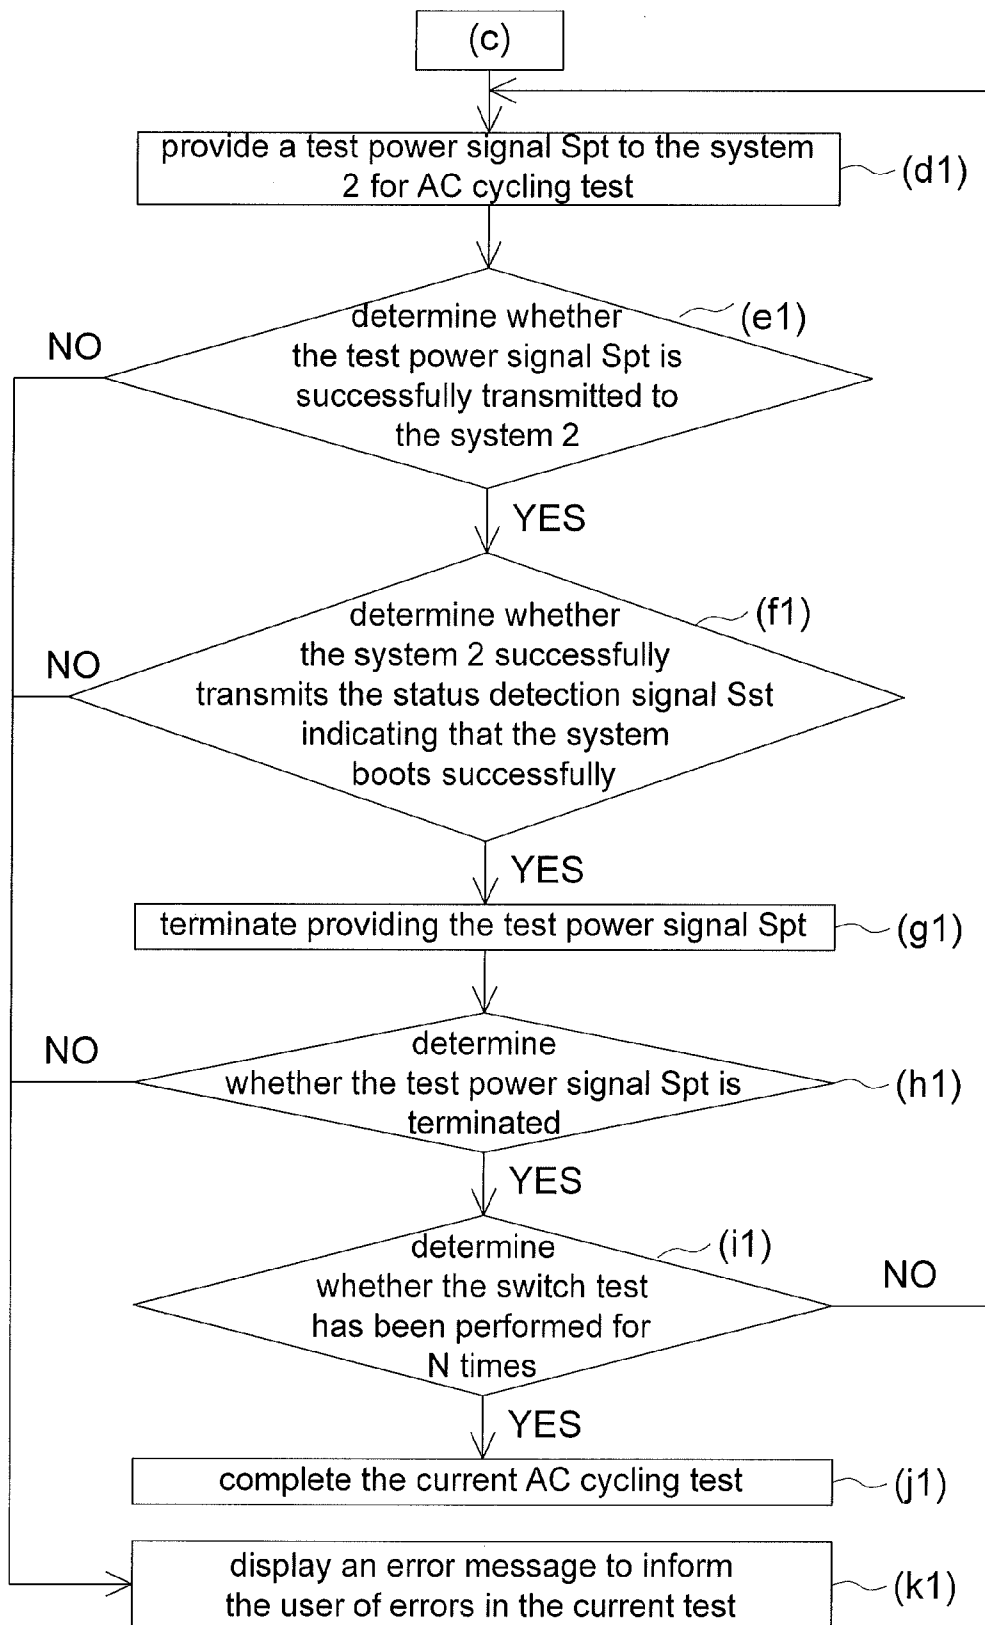 (c)
provide a test power signal Spt to the system
2 for AC cycling test
(d1)
determine whether
the test power signal Spt is
successfully transmitted to
the system 2
(e1)
NO
YES
determine whether
the system 2 successfully
transmits the status detection signal Sst
indicating that the system
boots successfully
(f1)
NO
YES
terminate providing the test power signal Spt
(g1)
determine
whether the test power signal Spt is
terminated
(h1)
NO
YES
determine
whether the switch test
has been performed for
N times
(i1)
NO
YES
complete the current AC cycling test
(j1)
display an error message to inform
the user of errors in the current test
(k1)